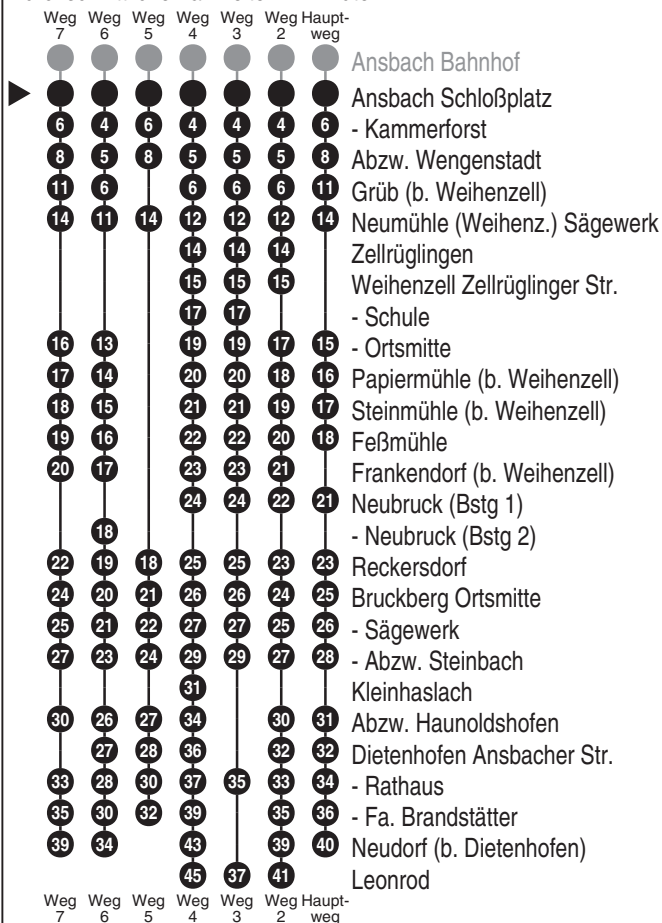 Weg Weg Weg Weg Weg Weg Haupt-
7 6 5 4 3 2 weg
Ansbach Bahnhof
Ansbach Schloßplatz
6 4 6 4 4 4 6 - Kammerforst
8 5 8 5 5 5 8 Abzw. Wengenstadt
11 6 6 6 6 11 Grüb (b. Weihenzell)
14 11 14 12 12 12 14 Neumühle (Weihenz.) Sägewerk
14 14 14 Zellrüglingen
15 15 15 Weihenzell Zellrüglinger Str.
17 17 - Schule
16 13 19 19 17 15 - Ortsmitte
17 14 20 20 18 16 Papiermühle (b. Weihenzell)
18 15 21 21 19 17 Steinmühle (b. Weihenzell)
19 16 22 22 20 18 Feßmühle
20 17 23 23 21 Frankendorf (b. Weihenzell)
24 24 22 21 Neubruck (Bstg 1)
18 - Neubruck (Bstg 2)
22 19 18 25 25 23 23 Reckersdorf
24 20 21 26 26 24 25 Bruckberg Ortsmitte
25 21 22 27 27 25 26 - Sägewerk
27 23 24 29 29 27 28 - Abzw. Steinbach
31 Kleinhaslach
30 26 27 34 30 31 Abzw. Haunoldshofen
27 28 36 32 32 Dietenhofen Ansbacher Str.
33 28 30 37 35 33 34 - Rathaus
35 30 32 39 35 36 - Fa. Brandstätter
39 34 43 39 40 Neudorf (b. Dietenhofen)
45 37 41 Leonrod
Weg Weg Weg Weg Weg Weg Haupt-
7 6 5 4 3 2 weg